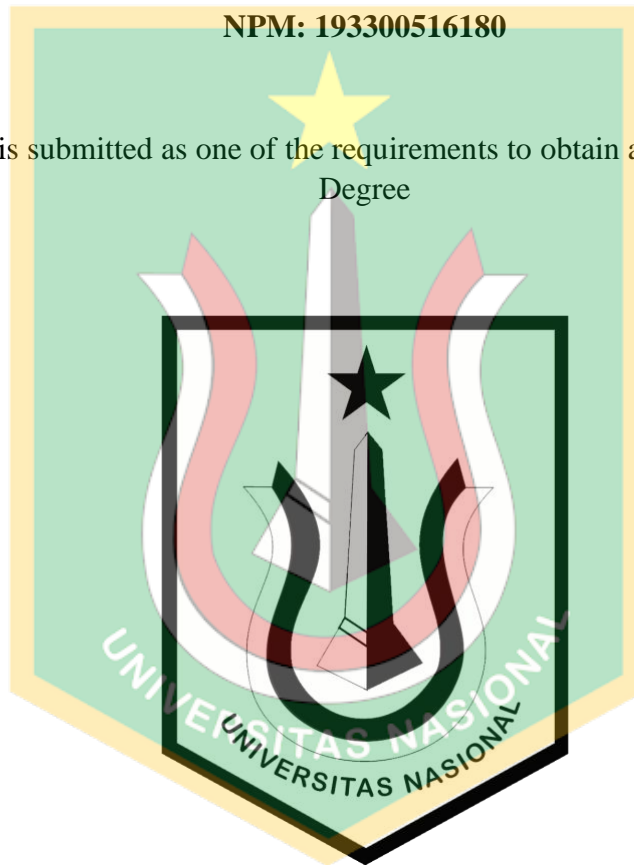 NPM: 193300516180
is submitted as one of the requirements to obtain a
Degree
UNIVERSITAS NASIONAL
UNIVERSITAS NASIONAL